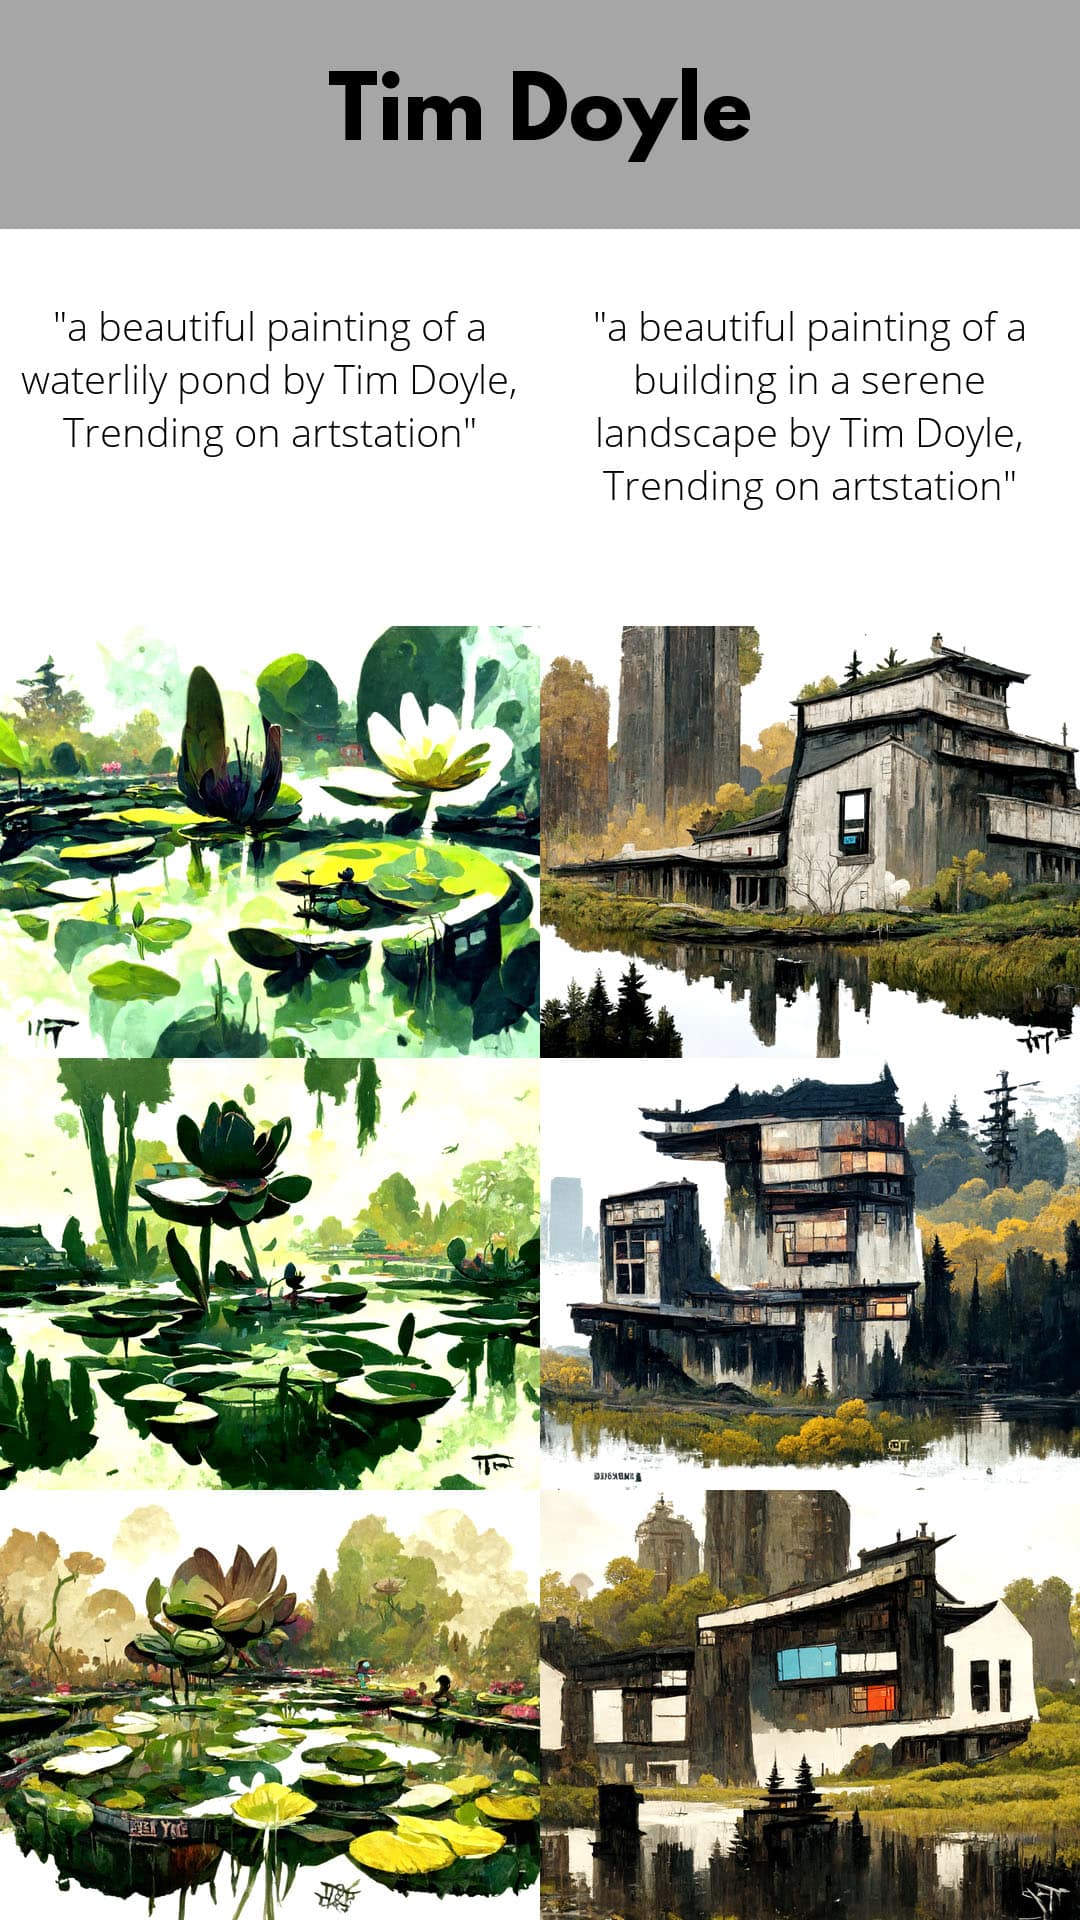 Tim Doyle
"a beautiful painting of a
waterlily pond by Tim Doyle,
Trending on artstation"
"a beautiful painting of a
building in a serene
landscape by Tim Doyle,
Trending on artstation"